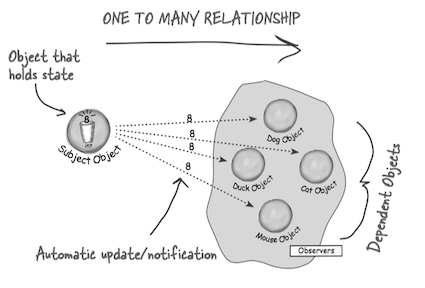 ONE TO MANY RELATIONSHIP
Object that
holds state
8
int
Subject Object
8
8
8
8
Dog Object
Cat Object
Duck Object
Mouse Object
Observers
Dependent Objects
Automatic update/notification